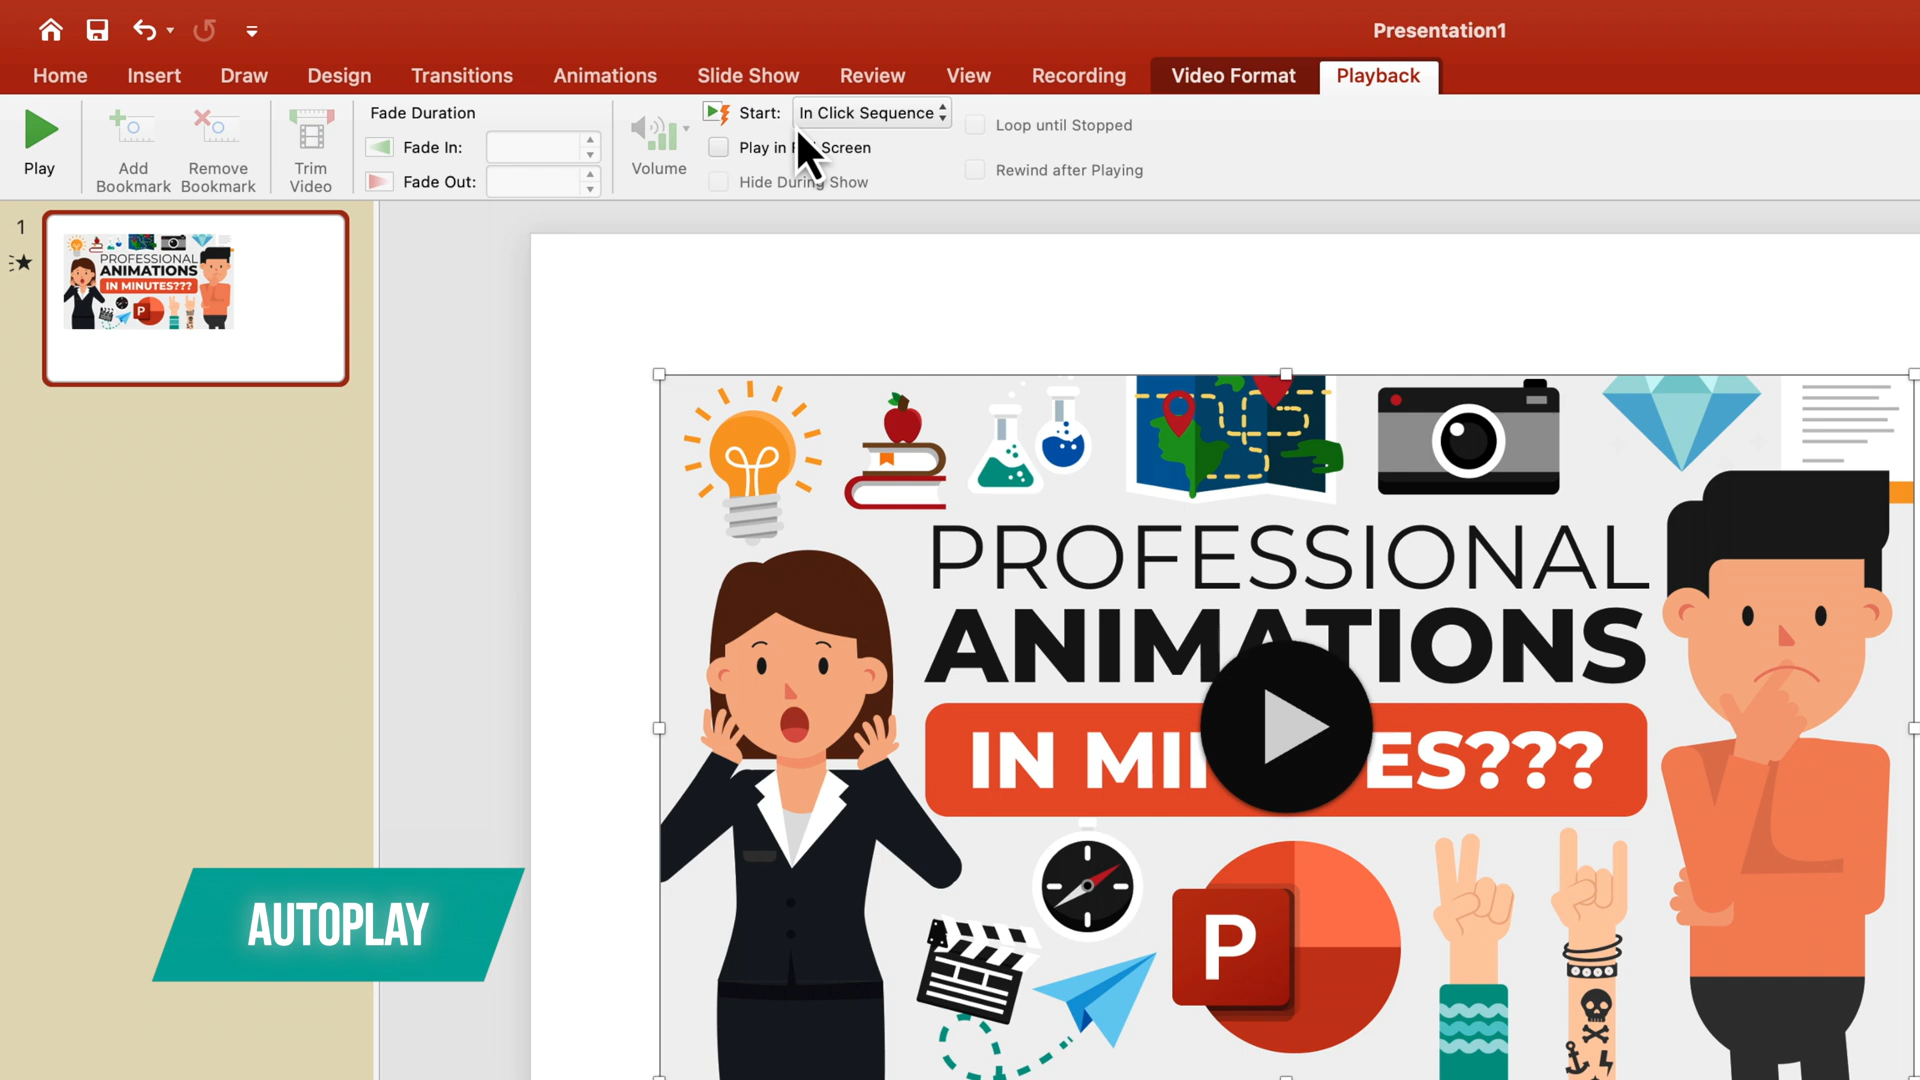 Presentation1
Home Insert Draw Design Transitions Animations Slide Show Review View Recording Video Format Playback
Play
Add Bookmark
Remove Bookmark
Trim Video
Fade Duration
Fade In:
Fade Out:
Volume
Start: In Click Sequence
Play in Screen
Hide During Show
Loop until Stopped
Rewind after Playing
1
PROFESSIONAL
ANIMATIONS
IN MINUTES???
P
PROFESSIONAL
ANIMATIONS
IN MI ES???
P
AUTOPLAY